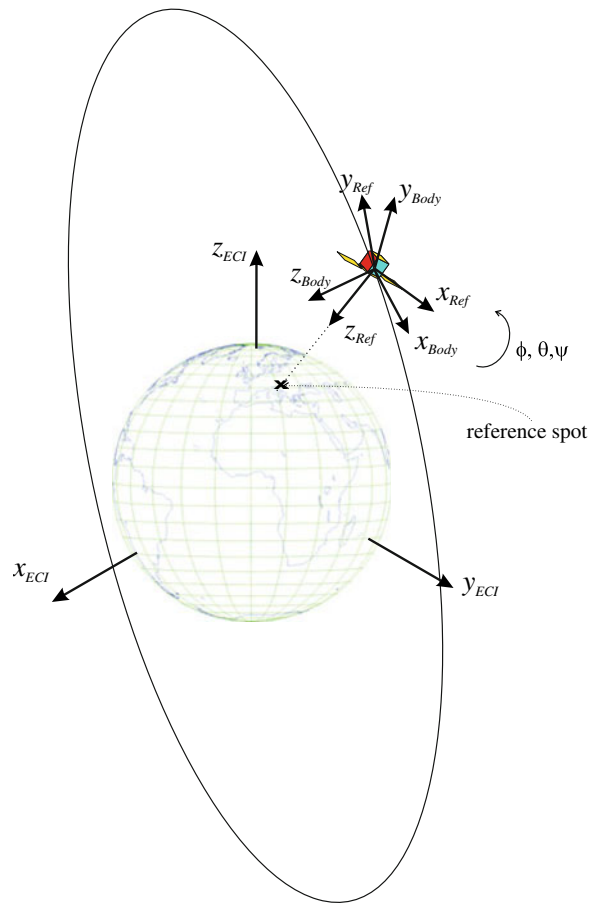 y_Ref
y_Body
z_ECI
z_Body
x_Ref
z_Ref
x_Body
ϕ, θ,ψ
reference spot
x_ECI
y_ECI